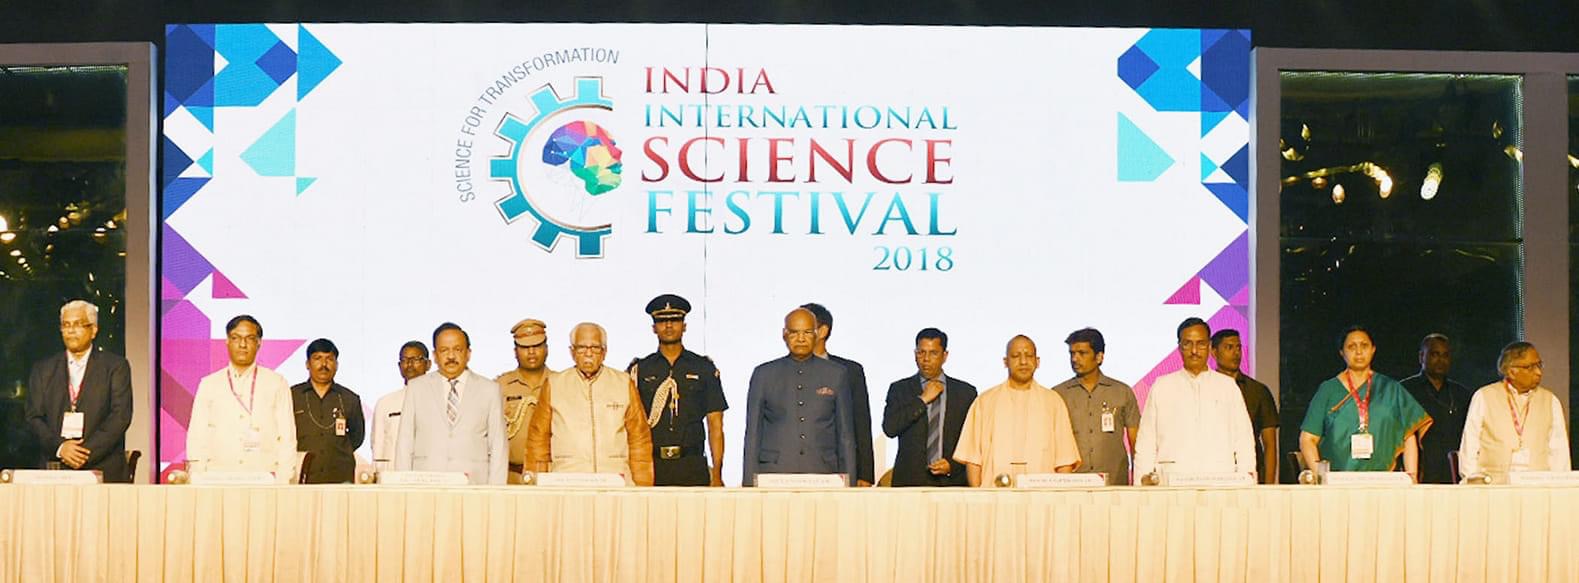 SCIENCE FOR TRANSFORMATION
INDIA
INTERNATIONAL
SCIENCE
FESTIVAL
2018